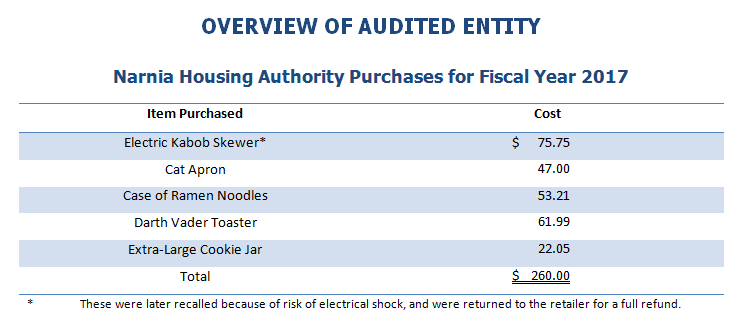 OVERVIEW OF AUDITED ENTITY
Narnia Housing Authority Purchases for Fiscal Year 2017
Item Purchased Cost
Electric Kabob Skewer* $ 75.75
Cat Apron 47.00
Case of Ramen Noodles 53.21
Darth Vader Toaster 61.99
Extra-Large Cookie Jar 22.05
Total $ 260.00
* These were later recalled because of risk of electrical shock, and were returned to the retailer for a full refund.